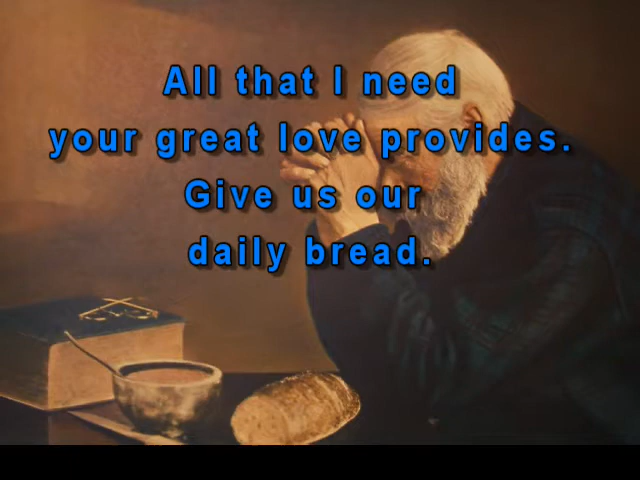 All that I need
your great love provides.
Give us our
daily bread.